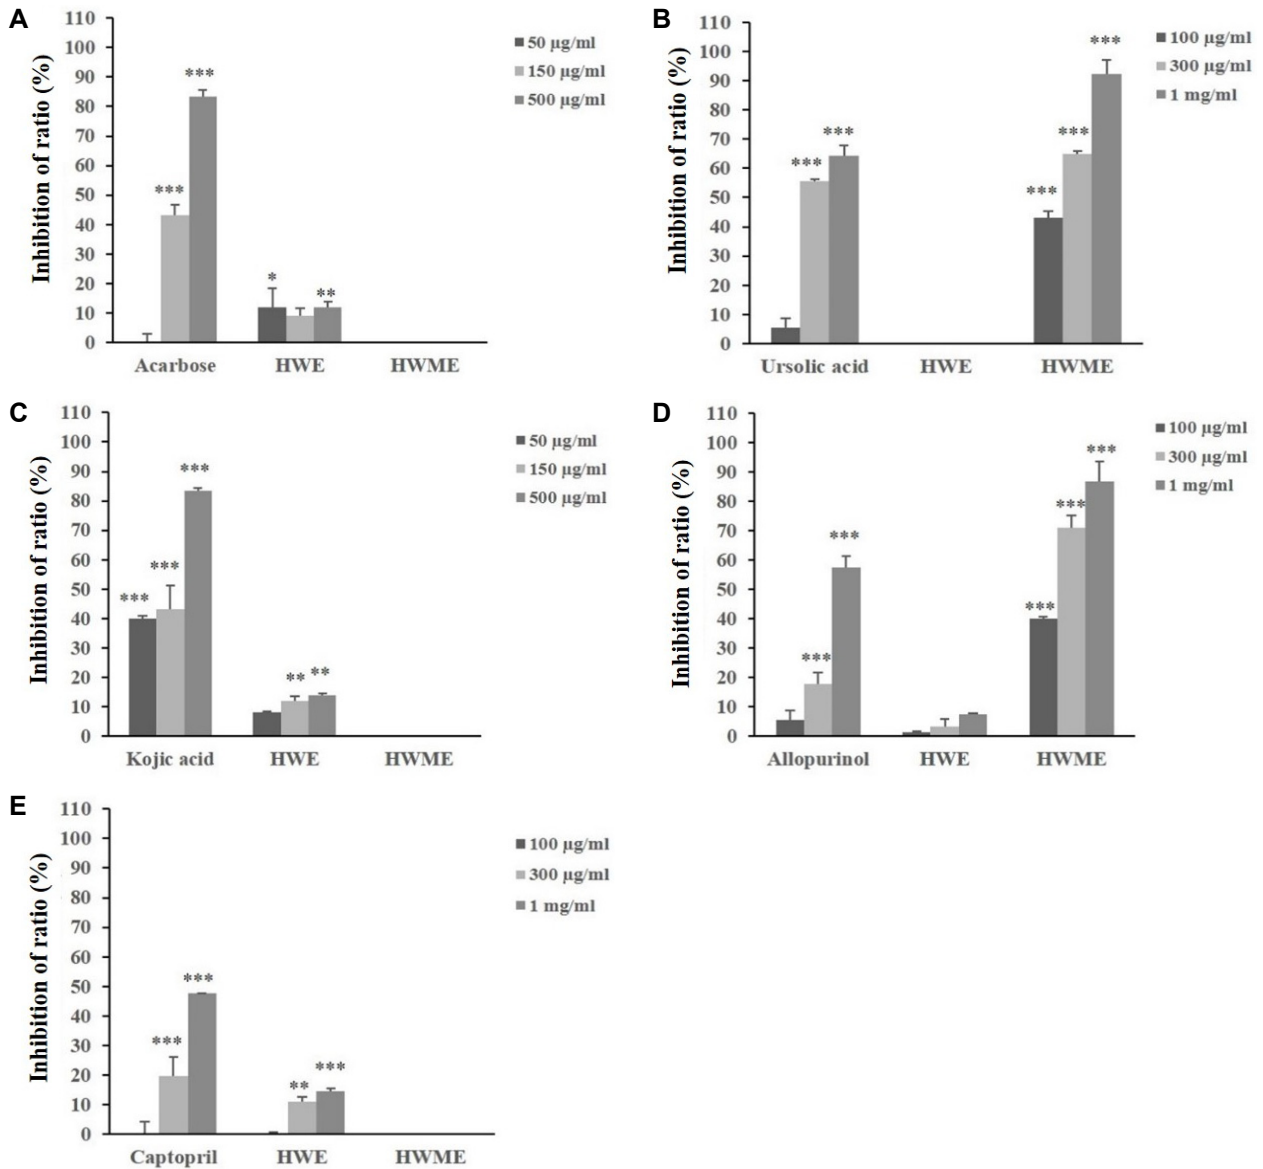 A
Inhibition of ratio (%)
110
100
90
80
70
60
50
40
30
20
10
0
***
***
*
**
Acarbose HWE HWME
50 µg/ml
150 µg/ml
500 µg/ml
B
Inhibition of ratio (%)
110
100
90
80
70
60
50
40
30
20
10
0
***
***
***
***
***
Ursolic acid HWE HWME
100 µg/ml
300 µg/ml
1 mg/ml
C
Inhibition of ratio (%)
110
100
90
80
70
60
50
40
30
20
10
0
***
***
***
**
**
Kojic acid HWE HWME
50 µg/ml
150 µg/ml
500 µg/ml
D
Inhibition of ratio (%)
110
100
90
80
70
60
50
40
30
20
10
0
***
***
***
***
***
Allopurinol HWE HWME
100 µg/ml
300 µg/ml
1 mg/ml
E
Inhibition of ratio (%)
110
100
90
80
70
60
50
40
30
20
10
0
***
***
**
***
Captopril HWE HWME
100 µg/ml
300 µg/ml
1 mg/ml